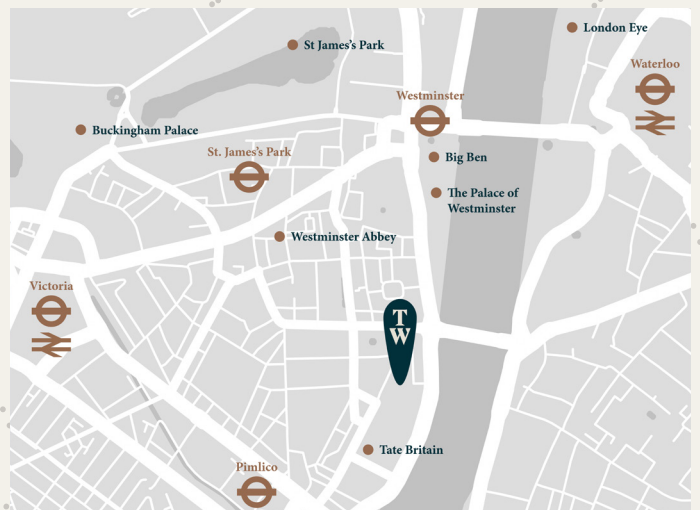 London Eye
St James's Park
Waterloo
Westminster
Buckingham Palace
St. James's Park
Big Ben
The Palace of
Westminster
Westminster Abbey
Victoria
T
W
Tate Britain
Pimlico